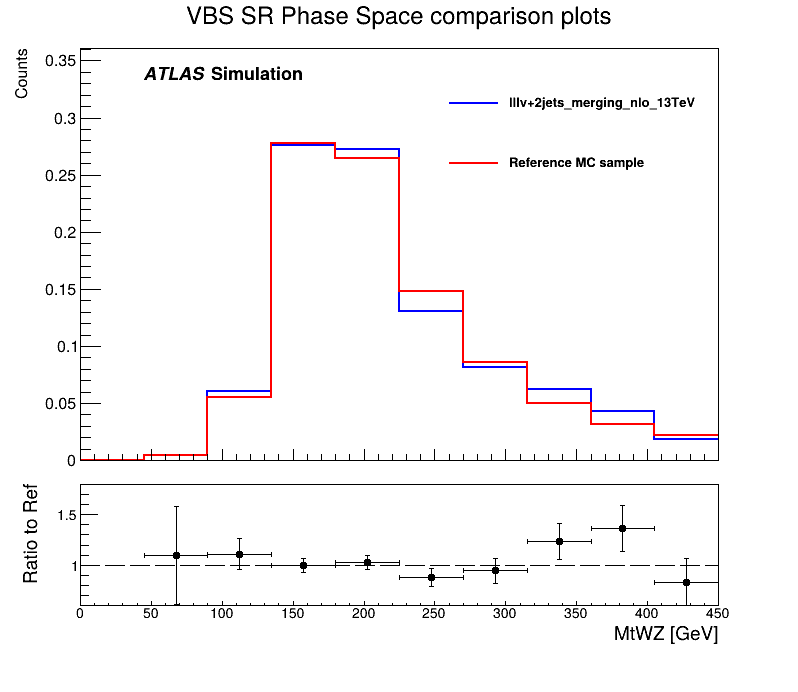 VBS SR Phase Space comparison plots
Counts
ATLAS Simulation
lllv+2jets_merging_nlo_13TeV
Reference MC sample
0.35
0.3
0.25
0.2
0.15
0.1
0.05
0
Ratio to Ref
1.5
1
0 50 100 150 200 250 300 350 400 450
MtWZ [GeV]